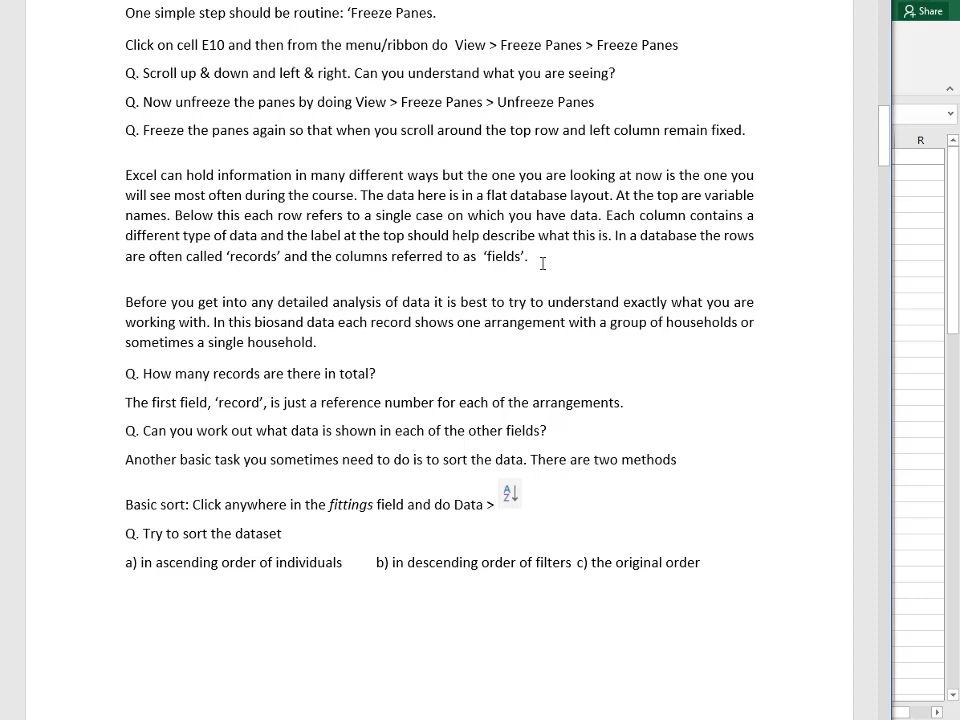 One simple step should be routine: ‘Freeze Panes.
Share
Click on cell E10 and then from the menu/ribbon do  View > Freeze Panes > Freeze Panes
Q. Scroll up & down and left & right. Can you understand what you are seeing?
Q. Now unfreeze the panes by doing View > Freeze Panes > Unfreeze Panes
Q. Freeze the panes again so that when you scroll around the top row and left column remain fixed.
R
Excel can hold information in many different ways but the one you are looking at now is the one you
will see most often during the course. The data here is in a flat database layout. At the top are variable
names. Below this each row refers to a single case on which you have data. Each column contains a
different type of data and the label at the top should help describe what this is. In a database the rows
are often called ‘records’ and the columns referred to as  ‘fields’.
Before you get into any detailed analysis of data it is best to try to understand exactly what you are
working with. In this biosand data each record shows one arrangement with a group of households or
sometimes a single household.
Q. How many records are there in total?
The first field, ‘record’, is just a reference number for each of the arrangements.
Q. Can you work out what data is shown in each of the other fields?
Another basic task you sometimes need to do is to sort the data. There are two methods
Basic sort: Click anywhere in the fittings field and do Data > AZ
Q. Try to sort the dataset
a) in ascending order of individuals b) in descending order of filters c) the original order